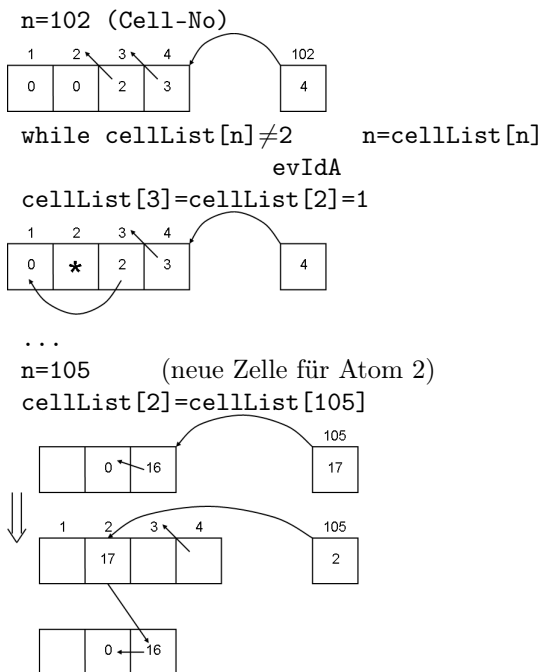 n=102 (Cell-No)
1 2 3 4 102
0 0 2 3 4
while cellList[n]≠2 n=cellList[n]
evIdA
cellList[3]=cellList[2]=1
1 2 3 4
0 * 2 3 4
...
n=105 (neue Zelle für Atom 2)
cellList[2]=cellList[105]
105
0 16 17
1 2 3 4 105
17 2
0 16